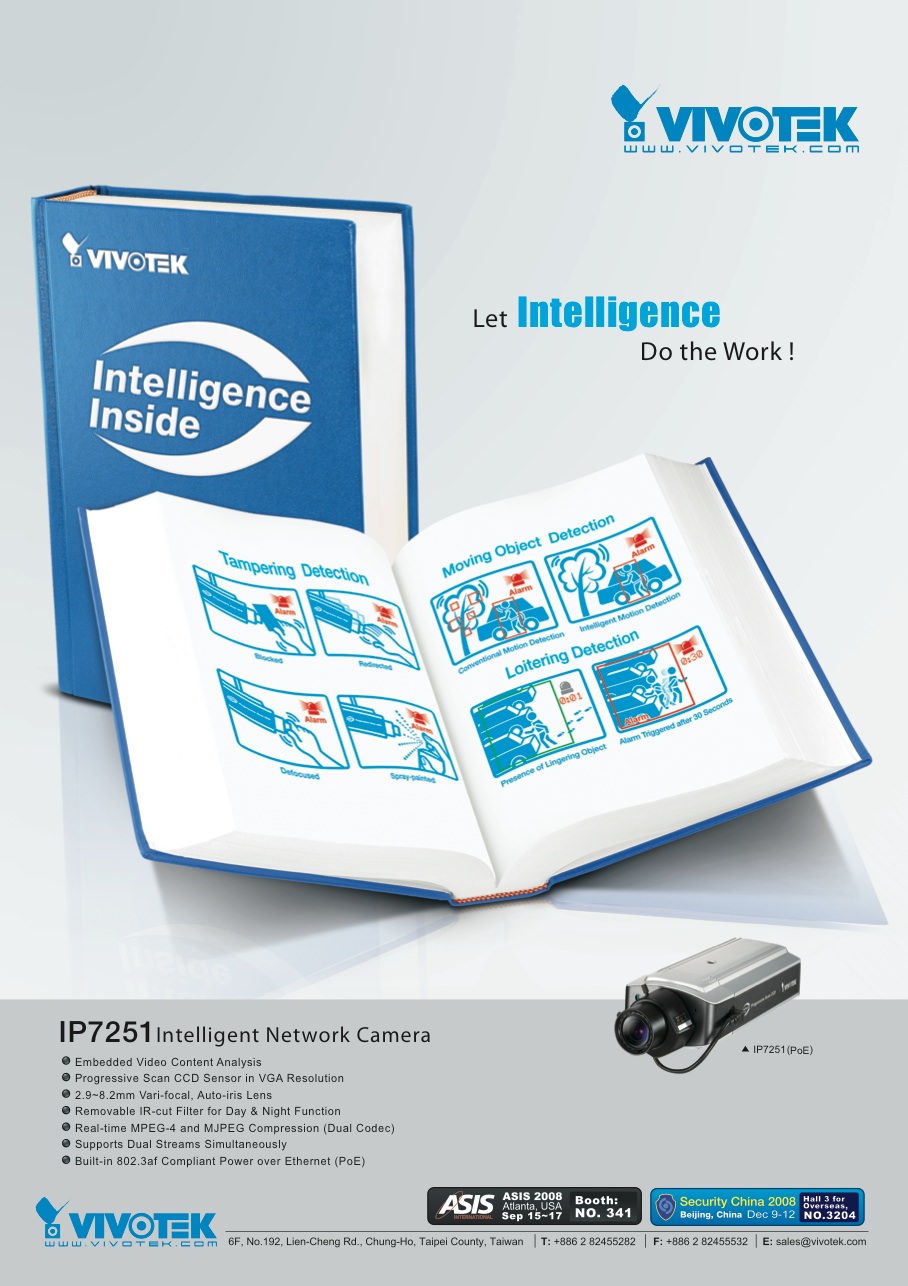 VIVOTEK
www.vivotek.com
VIVOTEK
Intelligence
Inside
Let Intelligence
Do the Work !
Tampering Detection
Alarm
Alarm
Blocked
Redirected
Alarm
Alarm
Defocused
Spray-painted
Moving Object Detection
Alarm
Alarm
Conventional Motion Detection
Intelligent Motion Detection
Loitering Detection
0:01
0:30
Alarm
Presence of Lingering Object
Alarm Triggered after 30 Seconds
IP7251 Intelligent Network Camera
Embedded Video Content Analysis
Progressive Scan CCD Sensor in VGA Resolution
2.9~8.2mm Vari-focal, Auto-iris Lens
Removable IR-cut Filter for Day & Night Function
Real-time MPEG-4 and MJPEG Compression (Dual Codec)
Supports Dual Streams Simultaneously
Built-in 802.3af Compliant Power over Ethernet (PoE)
VIVOTEK
▲ IP7251(PoE)
ASIS
INTERNATIONAL
ASIS 2008
Atlanta, USA
Sep 15~17
Booth:
NO. 341
Security China 2008
Beijing, China Dec 9-12
Hall 3 for
Overseas,
NO.3204
VIVOTEK
www.vivotek.com
6F, No.192, Lien-Cheng Rd., Chung-Ho, Taipei County, Taiwan | T: +886 2 82455282 | F: +886 2 82455532 | E: sales@vivotek.com